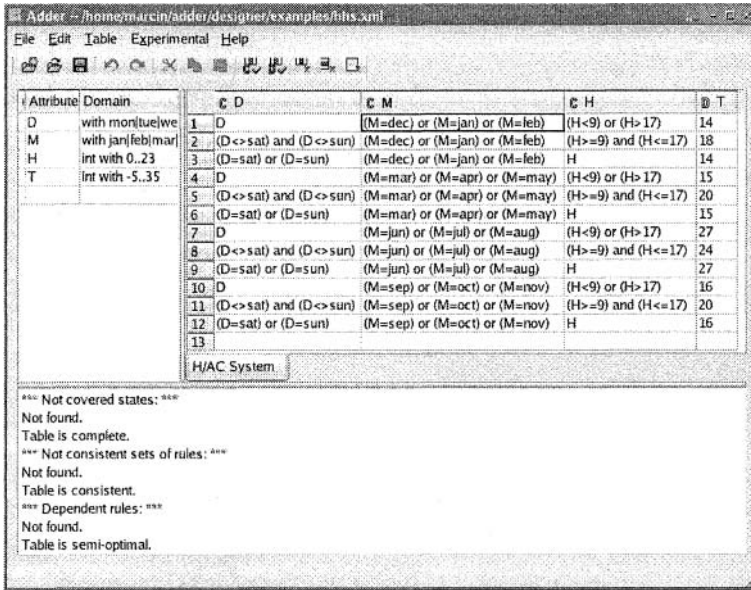 Adder -- /home/marcin/adder/designer/examples/hhs.xml
File Edit Table Experimental Help
Attribute Domain
D with mon|tue|we
M with jan|feb|mar|
H int with 0..23
T int with -5..35
C D C M C H D T
1 D (M=dec) or (M=jan) or (M=feb) (H<9) or (H>17) 14
2 (D<>sat) and (D<>sun) (M=dec) or (M=jan) or (M=feb) (H>=9) and (H<=17) 18
3 (D=sat) or (D=sun) (M=dec) or (M=jan) or (M=feb) H 14
4 D (M=mar) or (M=apr) or (M=may) (H<9) or (H>17) 15
5 (D<>sat) and (D<>sun) (M=mar) or (M=apr) or (M=may) (H>=9) and (H<=17) 20
6 (D=sat) or (D=sun) (M=mar) or (M=apr) or (M=may) H 15
7 D (M=jun) or (M=jul) or (M=aug) (H<9) or (H>17) 27
8 (D<>sat) and (D<>sun) (M=jun) or (M=jul) or (M=aug) (H>=9) and (H<=17) 24
9 (D=sat) or (D=sun) (M=jun) or (M=jul) or (M=aug) H 27
10 D (M=sep) or (M=oct) or (M=nov) (H<9) or (H>17) 16
11 (D<>sat) and (D<>sun) (M=sep) or (M=oct) or (M=nov) (H>=9) and (H<=17) 20
12 (D=sat) or (D=sun) (M=sep) or (M=oct) or (M=nov) H 16
13
H/AC System
*** Not covered states: ***
Not found.
Table is complete.
*** Not consistent sets of rules: ***
Not found.
Table is consistent.
*** Dependent rules: ***
Not found.
Table is semi-optimal.